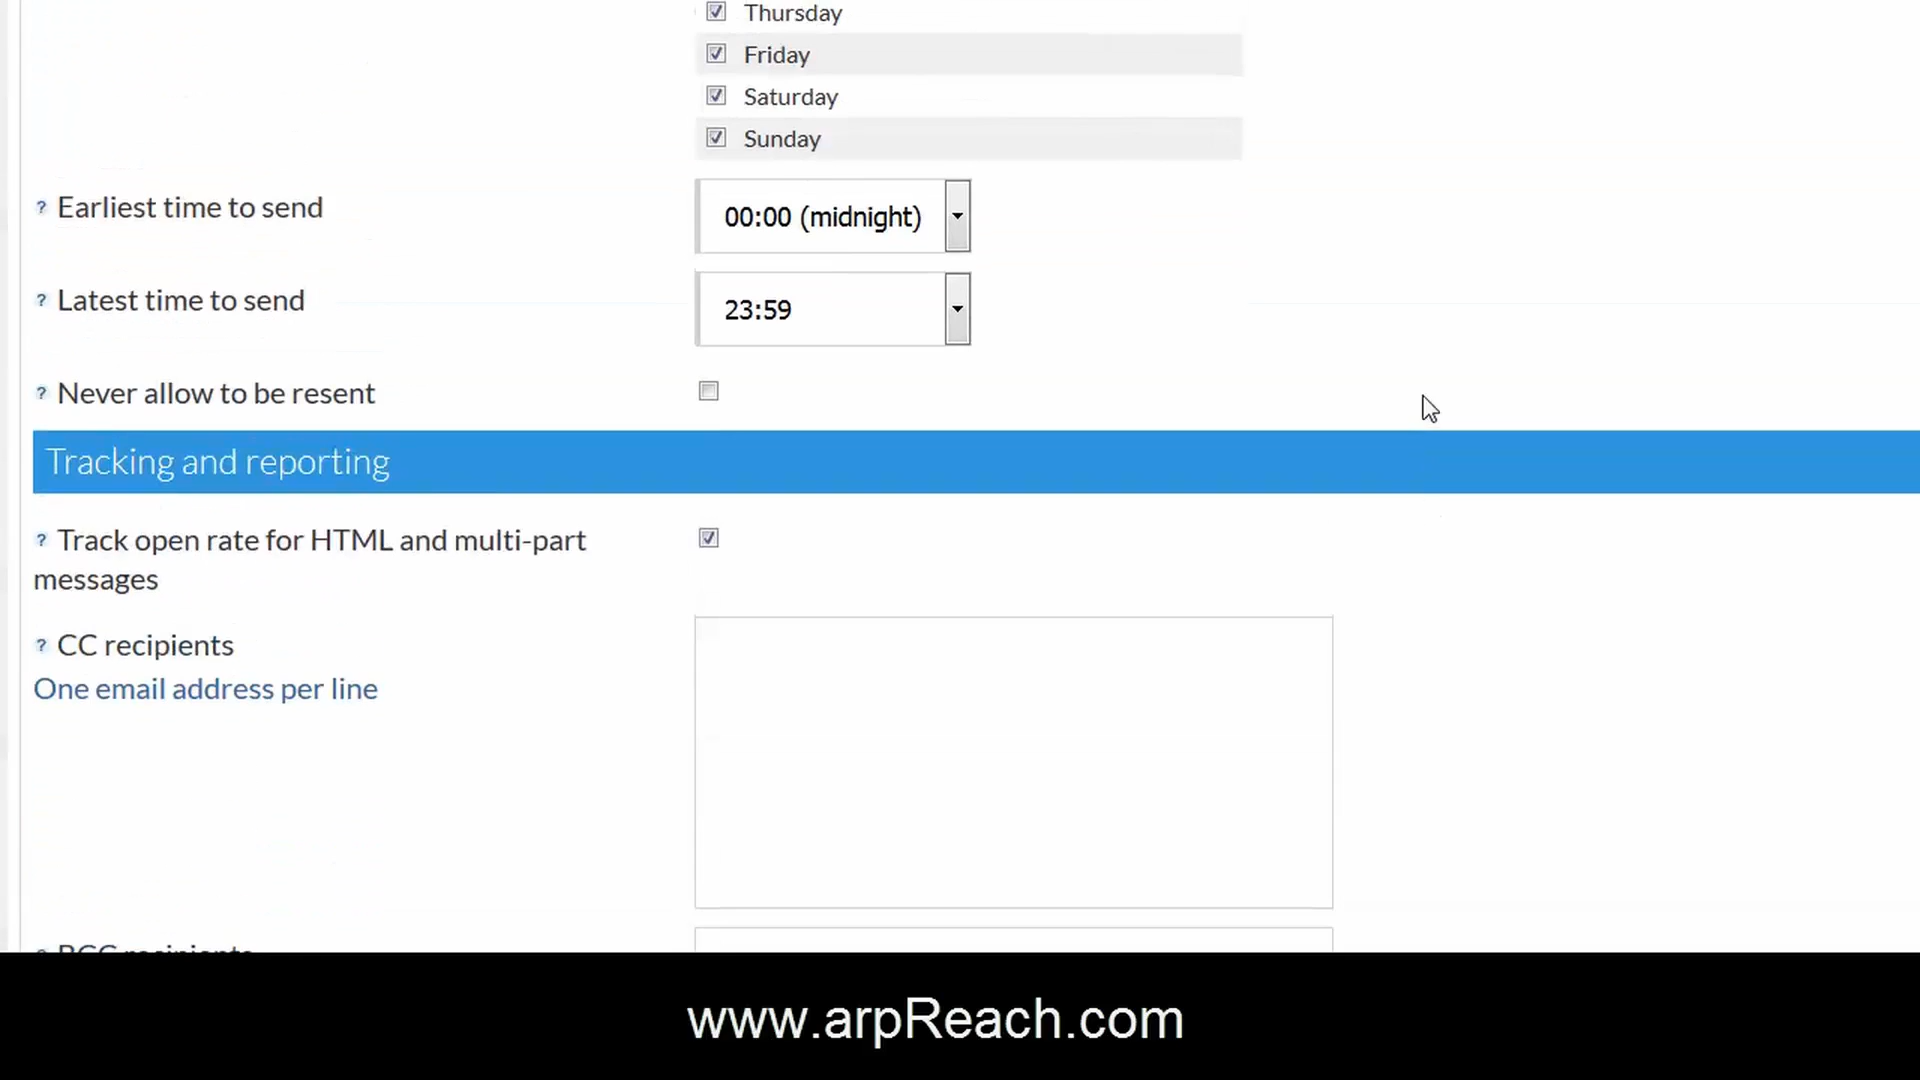 Thursday
Friday
Saturday
Sunday
? Earliest time to send
00:00 (midnight)
? Latest time to send
23:59
? Never allow to be resent
Tracking and reporting
? Track open rate for HTML and multi-part
messages
? CC recipients
One email address per line
BCC recipients
www.arpReach.com